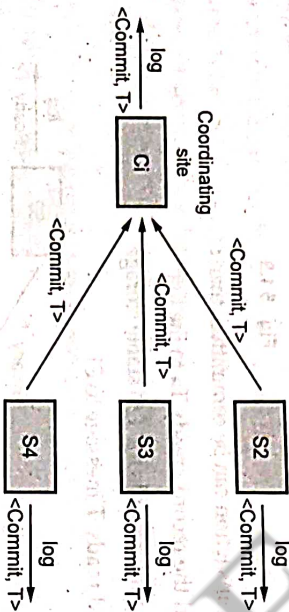 Coordinating
site
log
<Commit, T>
Ci
<Commit, T>
<Commit, T>
<Commit, T>
S2
log
<Commit, T>
S3
log
<Commit, T>
S4
log
<Commit, T>